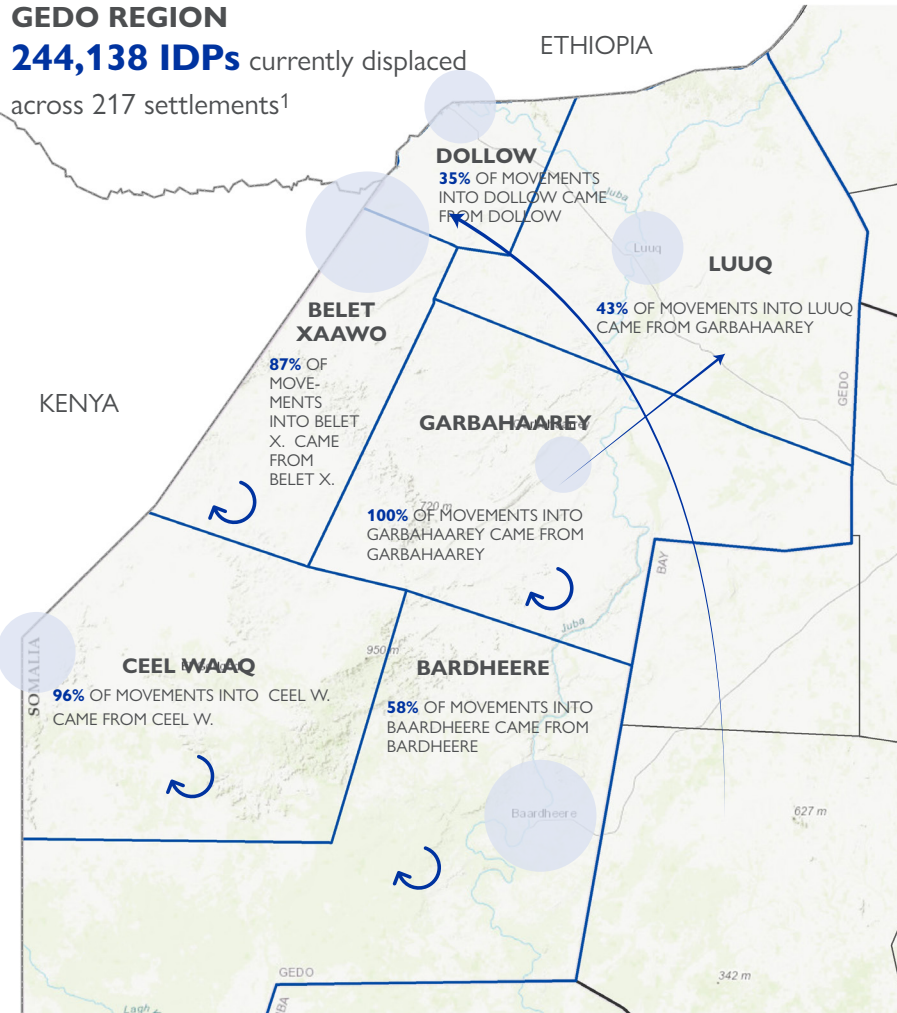 GEDO REGION
244,138 IDPs currently displaced
across 217 settlements¹
ETHIOPIA
DOLLOW
35% OF MOVEMENTS
INTO DOLLOW CAME
FROM DOLLOW
Juba
Luuq
LUUQ
43% OF MOVEMENTS INTO LUUQ
CAME FROM GARBAHAAREY
BELET
XAAWO
87% OF
MOVE-
MENTS
INTO BELET
X. CAME
FROM
BELET X.
KENYA
GEDO
GARBAHAAREY
720 m
100% OF MOVEMENTS INTO
GARBAHAAREY CAME FROM
GARBAHAAREY
BAY
Juba
950 m
SOMALIA
CEEL WAAQ
96% OF MOVEMENTS INTO CEEL W.
CAME FROM CEEL W.
BARDHEERE
58% OF MOVEMENTS INTO
BAARDHEERE CAME FROM
BARDHEERE
Baardheere
627 m
GEDO
342 m
Lagh